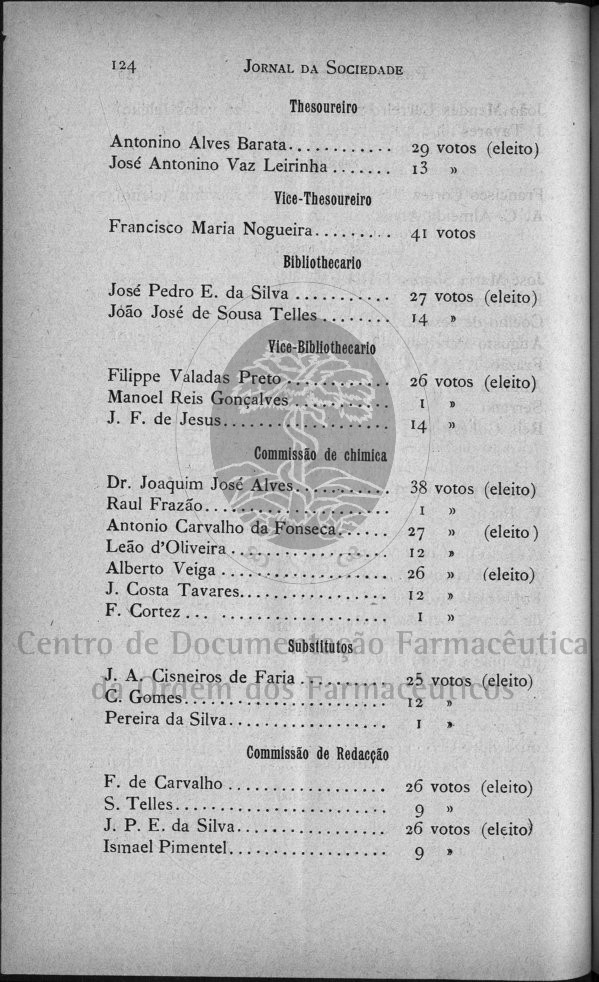 124 JORNAL DA SOCIEDADE
Thesoureiro
Antonino Alves Barata............ 29 votos (eleito)
José Antonino Vaz Leirinha ....... 13 »
Vice-Thesoureiro
Francisco Maria Nogueira......... 41 votos
Bibliothecario
José Pedro E. da Silva ........... 27 votos (eleito)
João José de Sousa Telles ........ 14 »
Vice-Bibliothecario
Filippe Valadas Preto ............ 26 votos (eleito)
Manoel Reis Gonçalves ........... 1 »
J. F. de Jesus.................. 14 »
Commissão de chimica
Dr. Joaquim José Alves........... 38 votos (eleito)
Raul Frazão.................... 1 »
Antonio Carvalho da Fonseca...... 27 » (eleito)
Leão d'Oliveira ................. 12 »
Alberto Veiga .................. 26 » (eleito)
J. Costa Tavares................ 12 »
F. Cortez ... .................. 1 »
Centro de Documentação Farmacêutica
Substitutos
J. A. Cisneiros de Faria .......... 25 votos (eleito)
da Ordem dos Farmacêuticos
G. Gomes....................... 12 »
Pereira da Silva................. 1 »
Commissão de Redacção
F. de Carvalho ................. 26 votos (eleito)
S. Telles....................... 9 »
J. P. E. da Silva................ 26 votos (eleito)
Ismael Pimentel................. 9 »